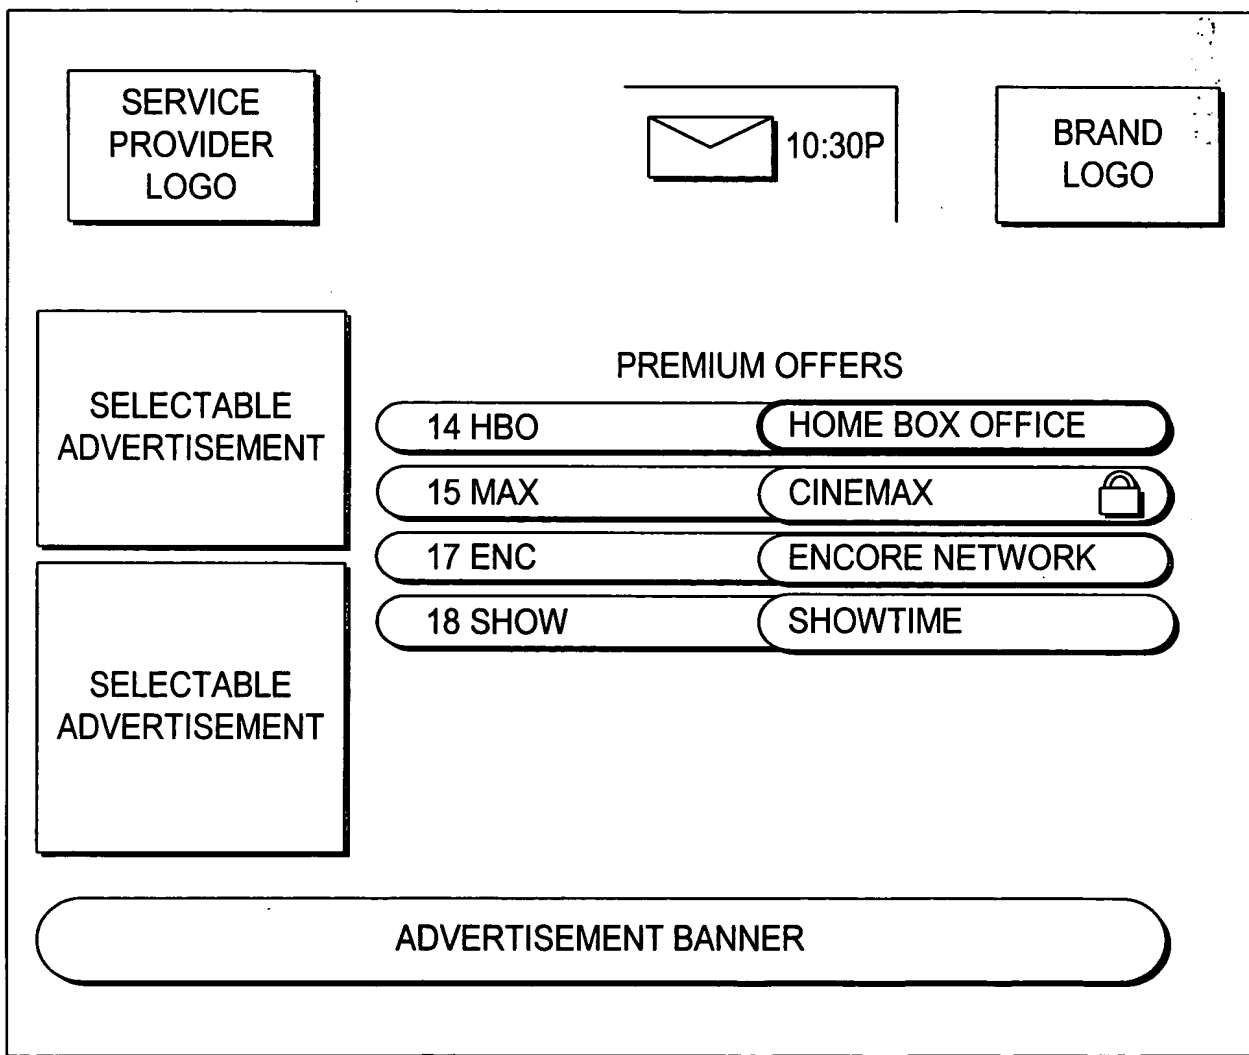 SERVICE
PROVIDER
LOGO
10:30P
BRAND
LOGO
SELECTABLE
ADVERTISEMENT
PREMIUM OFFERS
14 HBO HOME BOX OFFICE
15 MAX CINEMAX
17 ENC ENCORE NETWORK
18 SHOW SHOWTIME
SELECTABLE
ADVERTISEMENT
ADVERTISEMENT BANNER